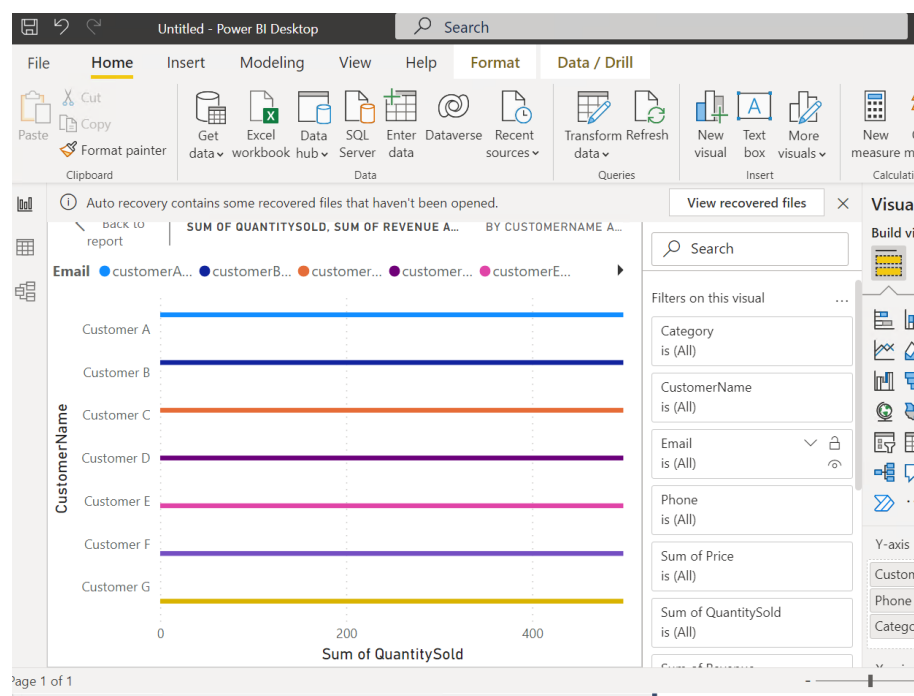 Untitled - Power BI Desktop
Search
File Home Insert Modeling View Help Format Data / Drill
Paste
Cut
Copy
Format painter
Clipboard
Get data
Excel workbook
Data hub
SQL Server
Enter data
Dataverse
Recent sources
Data
Transform data
Refresh
Queries
New visual
Text box
More visuals
Insert
New measure
Auto recovery contains some recovered files that haven't been opened.
View recovered files
Back to
report
SUM OF QUANTITYSOLD, SUM OF REVENUE A...
BY CUSTOMERNAME A...
Email customerA... customerB... customer... customer... customerE...
CustomerName
Customer A
Customer B
Customer C
Customer D
Customer E
Customer F
Customer G
0 200 400
Sum of QuantitySold
Search
Filters on this visual
Category
is (All)
CustomerName
is (All)
Email
is (All)
Phone
is (All)
Sum of Price
is (All)
Sum of QuantitySold
is (All)
Build
Y-axis
Phone
Page 1 of 1